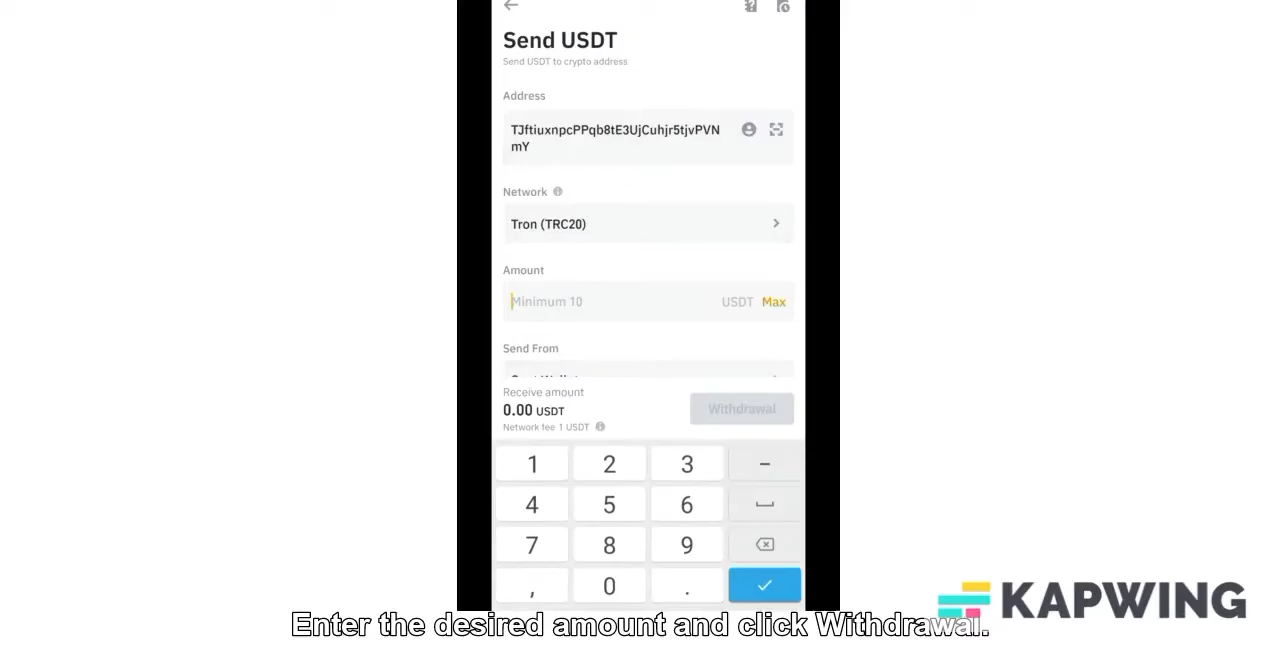 Send USDT
Send USDT to crypto address
Address
TJftiuxnpcPPqb8tE3UjCuhjr5tjvPVN
mY
Network
Tron (TRC20)
Amount
Minimum 10 USDT Max
Send From
Receive amount
0.00 USDT
Withdrawal
Network fee 1 USDT
1 2 3 -
4 5 6
7 8 9
, 0 .
KAPWING
Enter the desired amount and click Withdrawal.